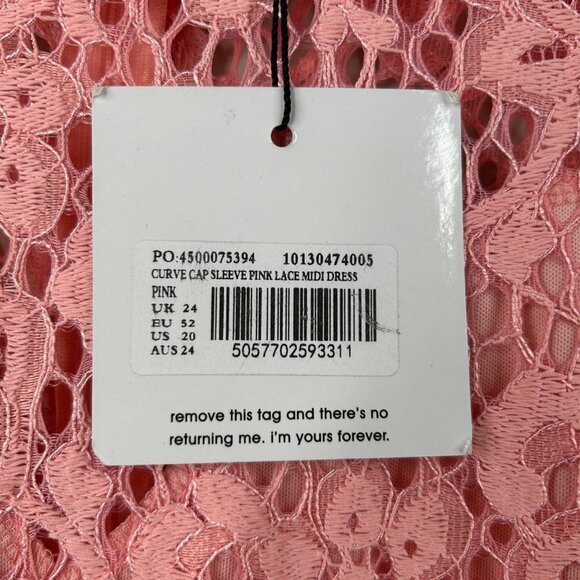 PO:4500075394 10130474005
CURVE CAP SLEEVE PINK LACE MIDI DRESS
PINK
UK 24
EU 52
US 20
AUS 24
5057702593311
remove this tag and there's no
returning me. i'm yours forever.